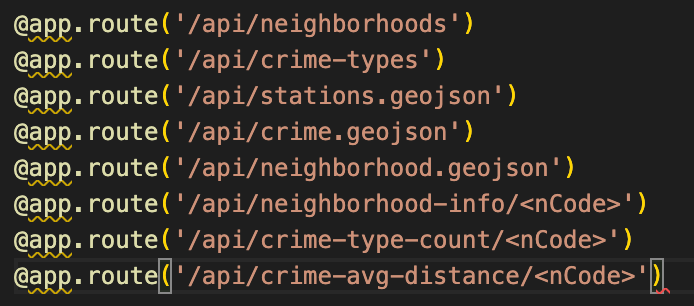 @app.route('/api/neighborhoods')
@app.route('/api/crime-types')
@app.route('/api/stations.geojson')
@app.route('/api/crime.geojson')
@app.route('/api/neighborhood.geojson')
@app.route('/api/neighborhood-info/<nCode>')
@app.route('/api/crime-type-count/<nCode>')
@app.route('/api/crime-avg-distance/<nCode>')